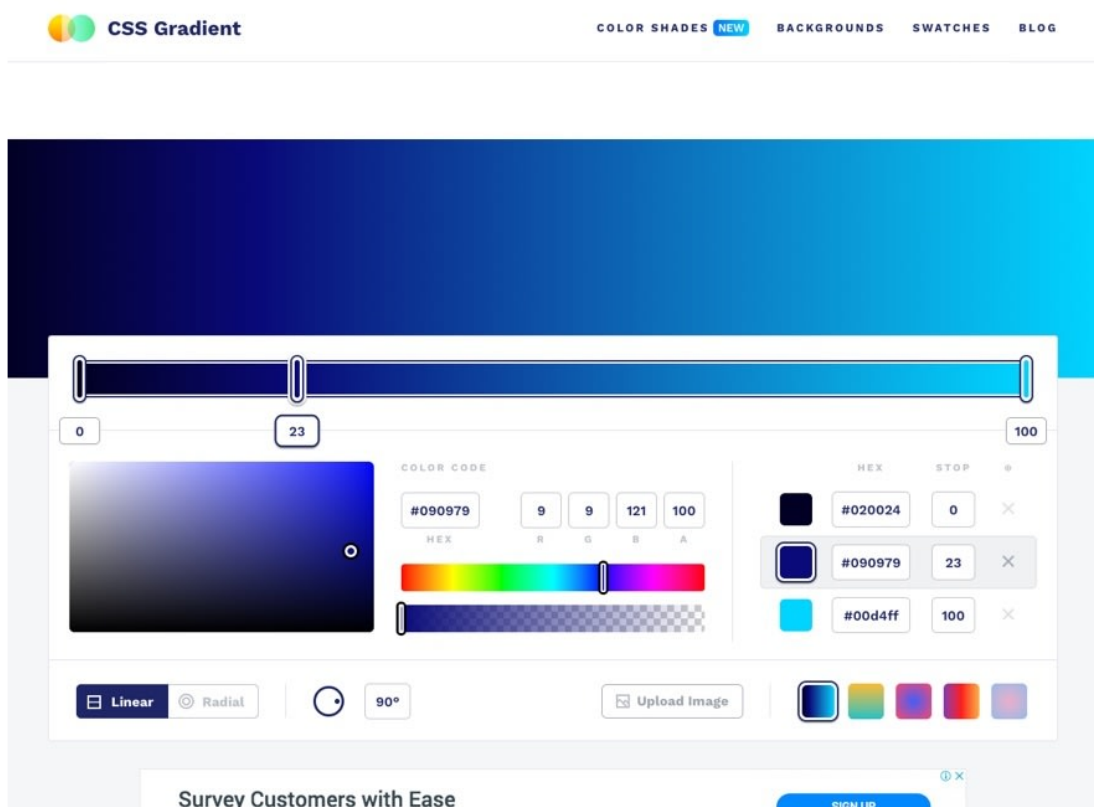 CSS Gradient
COLOR SHADES NEW BACKGROUNDS SWATCHES BLOG
0 23 100
COLOR CODE
HEX STOP
#090979 9 9 121 100
HEX R G B A
#020024 0
#090979 23
#00d4ff 100
Linear Radial 90° Upload Image
Survey Customers with Ease
SIGN UP